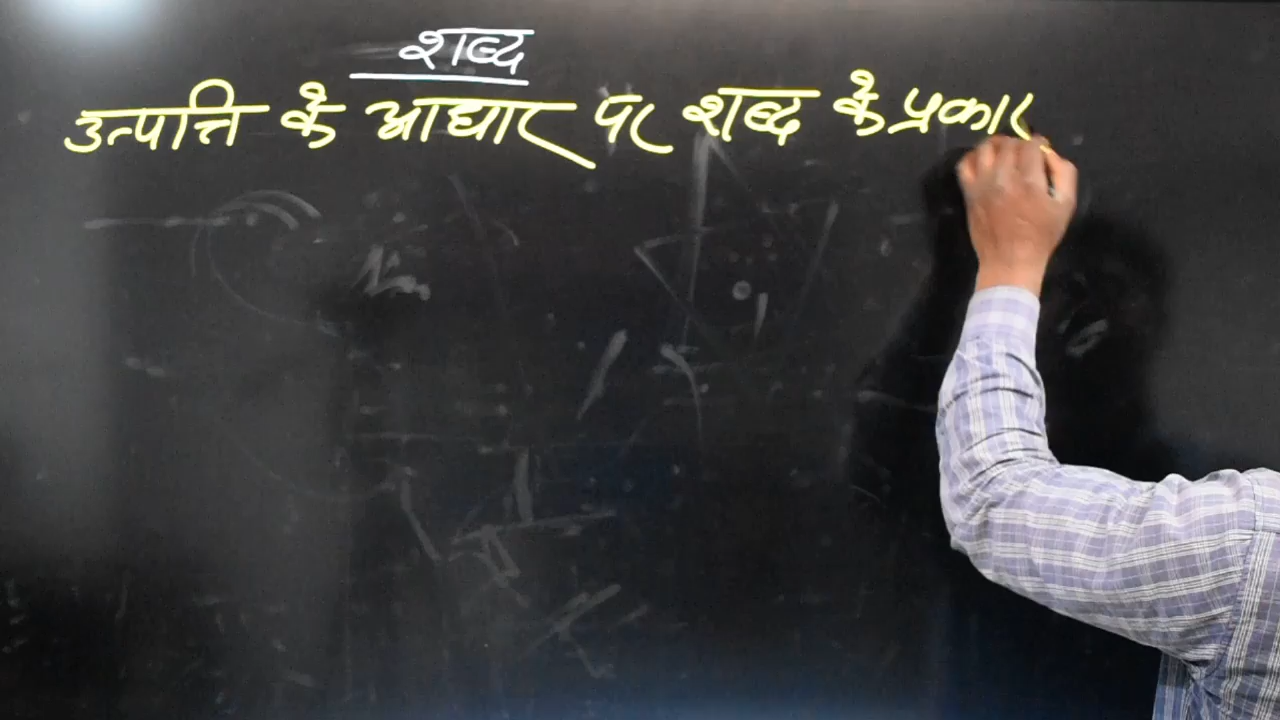 शब्द
उत्पत्ति के आधार पर शब्द के प्रकार